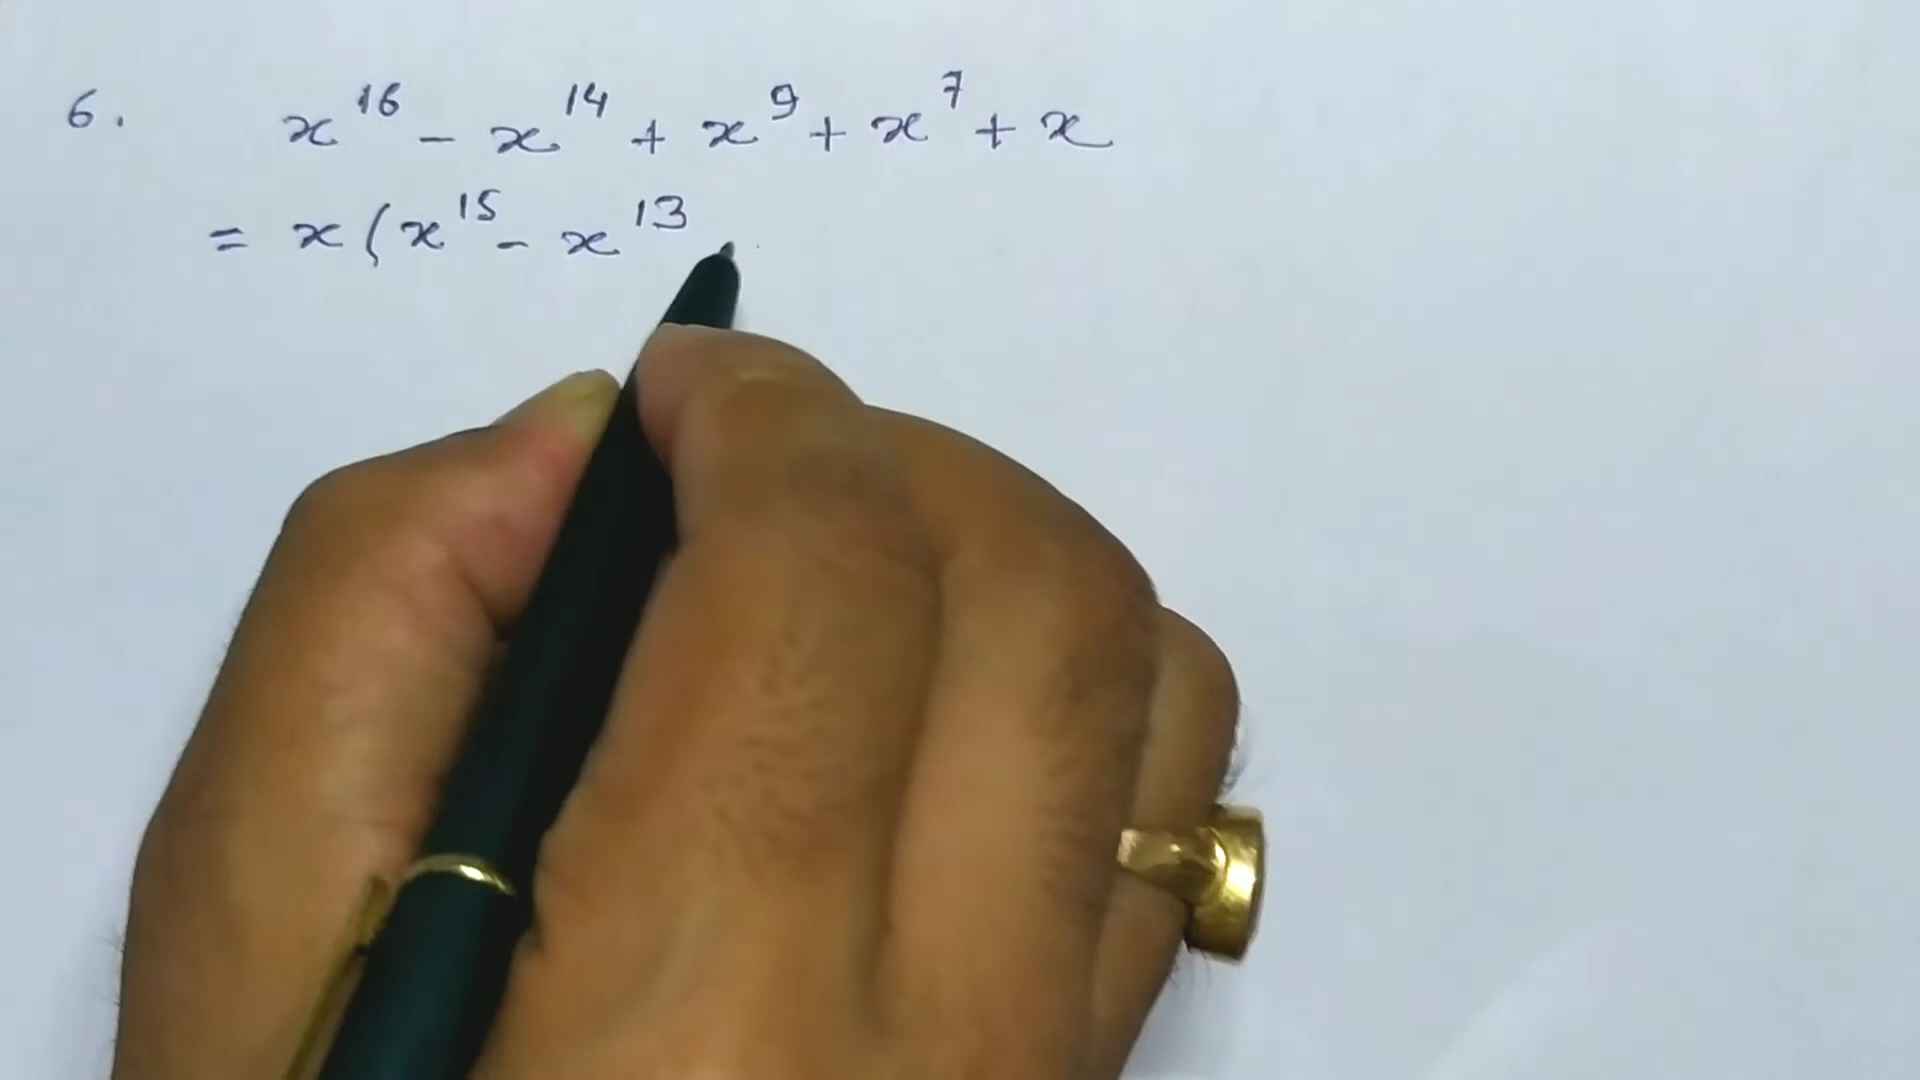 6. x^16 - x^14 + x^9 + x^7 + x
= x(x^15 - x^13